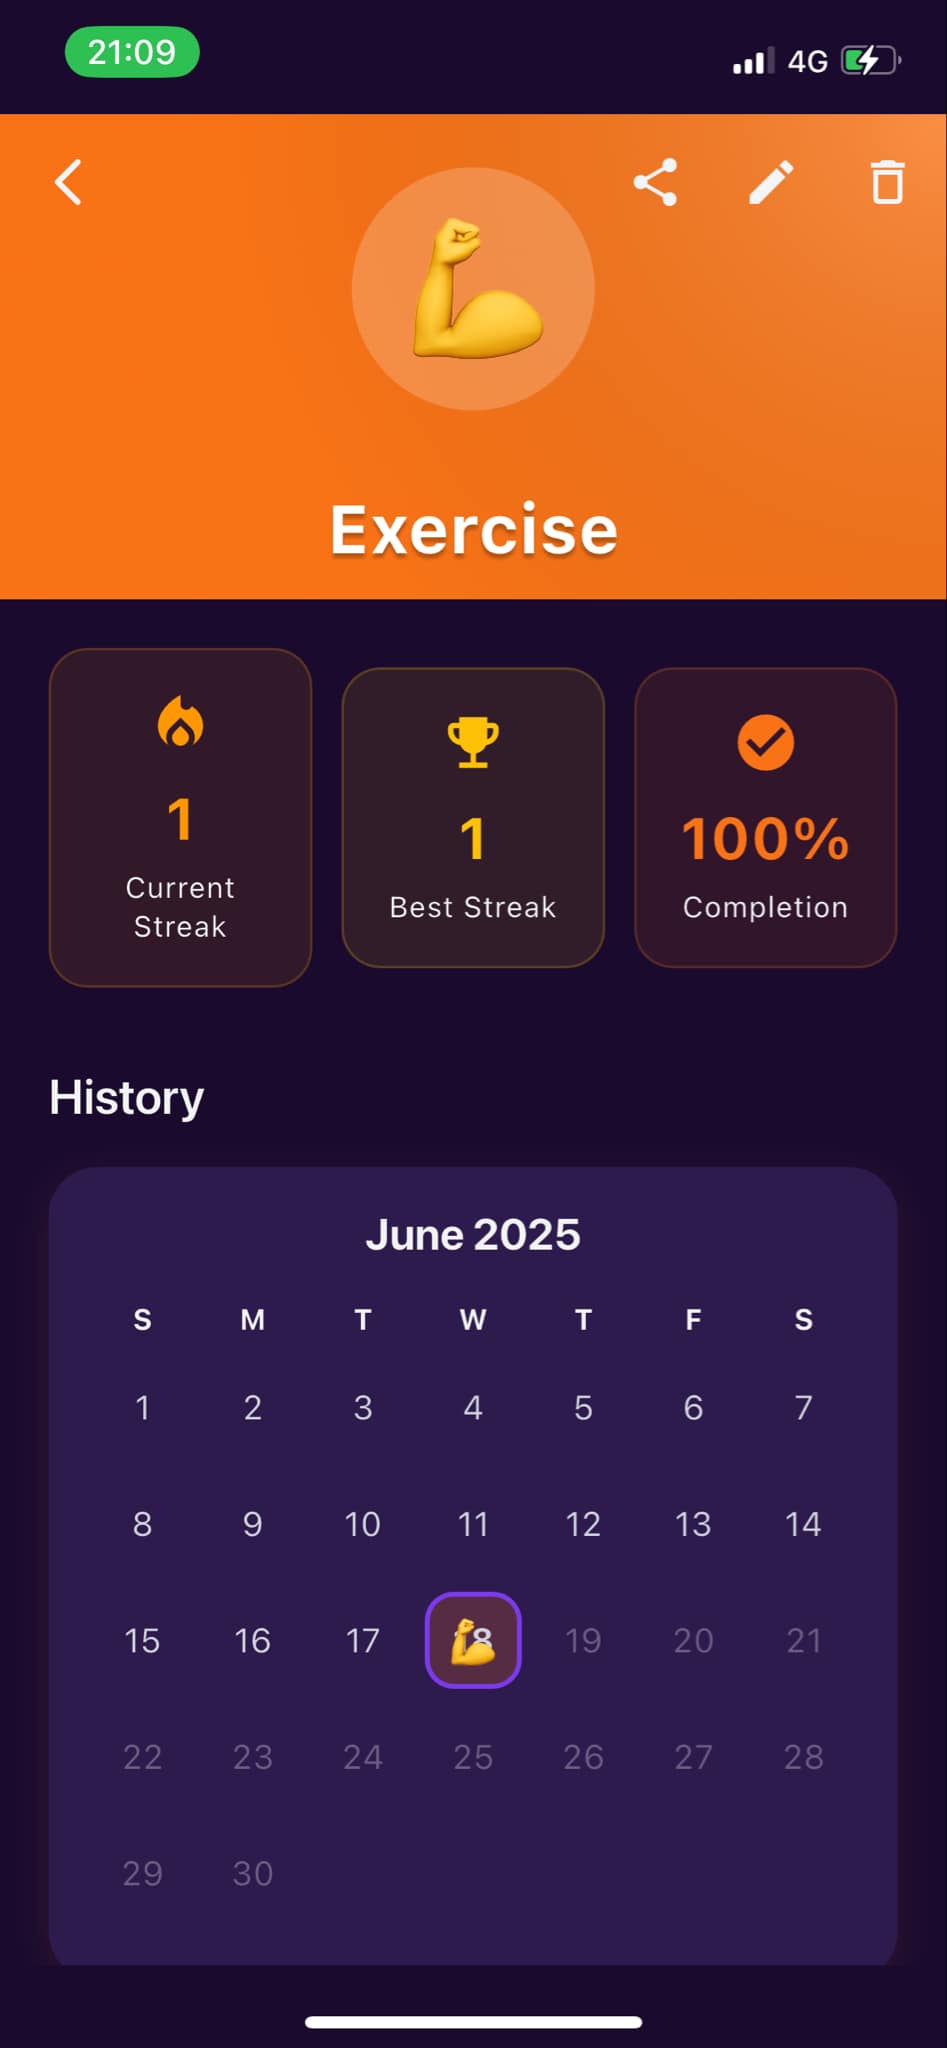 21:09
4G
Exercise
1
Current
Streak
1
Best Streak
100%
Completion
History
June 2025
S M T W T F S
1 2 3 4 5 6 7
8 9 10 11 12 13 14
15 16 17 18 19 20 21
22 23 24 25 26 27 28
29 30